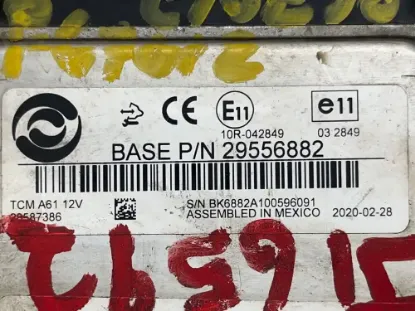 CE E11 e11
10R-042849 03 2849
BASE P/N 29556882
TCM A61 12V S/N BK6882A100596091
29587386 ASSEMBLED IN MEXICO 2020-02-28